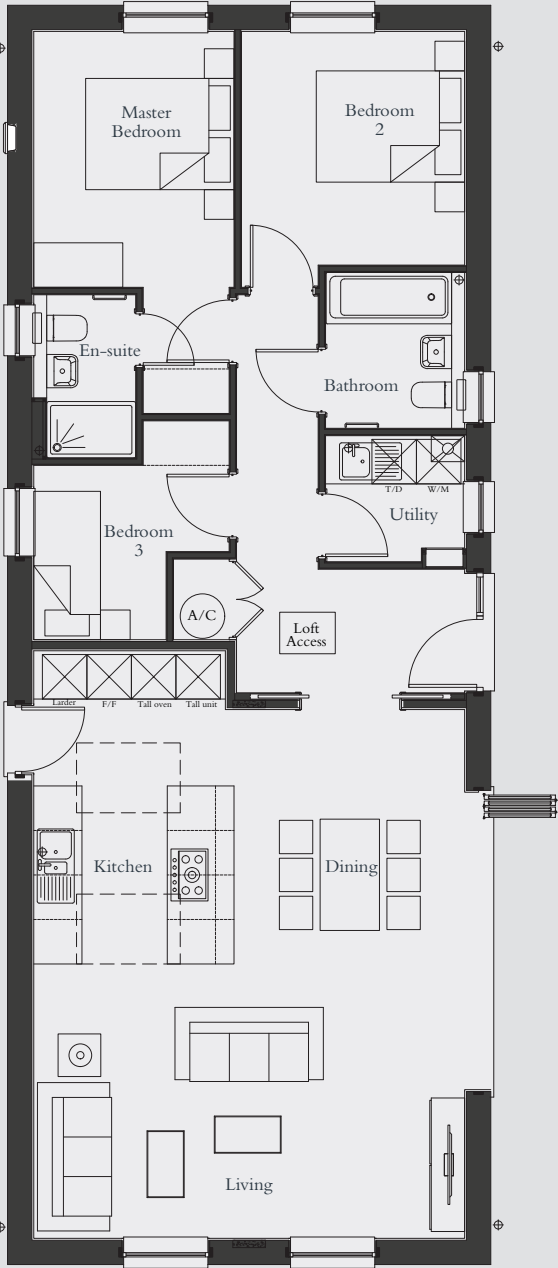 Master
Bedroom
Bedroom
2
En-suite
Bathroom
T/D
W/M
Utility
Bedroom
3
A/C
Loft
Access
Larder
F/F
Tall oven
Tall unit
Kitchen
Dining
Living